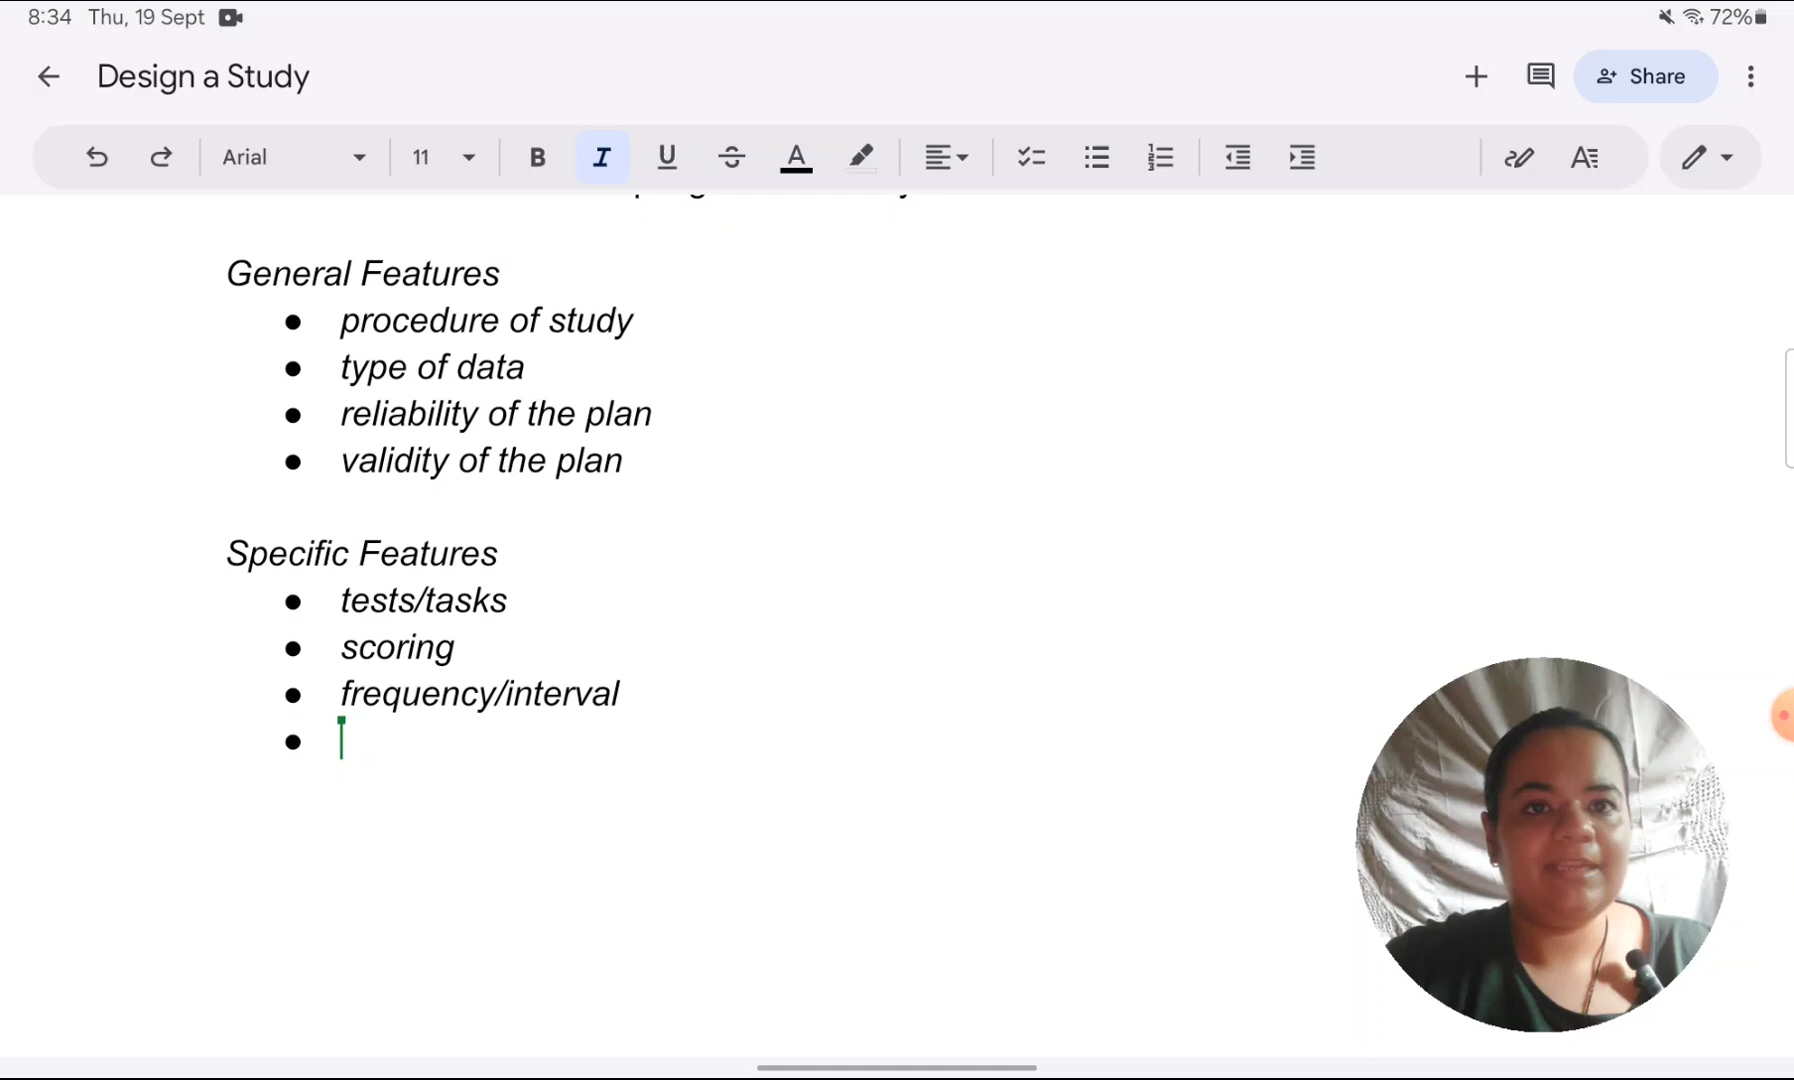 8:34 Thu, 19 Sept 72%
Design a Study Share
Arial 11 B I U A
General Features
● procedure of study
● type of data
● reliability of the plan
● validity of the plan
Specific Features
● tests/tasks
● scoring
● frequency/interval
●